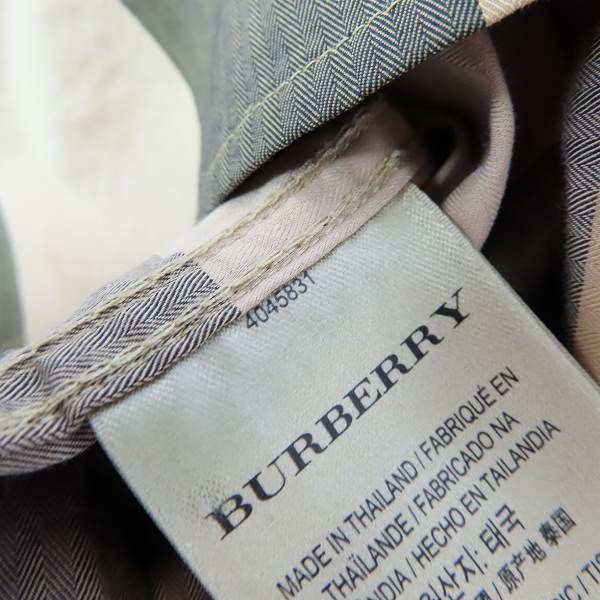 4045831
BURBERRY
MADE IN THAILAND / FABRIQUÉ EN
THAÏLANDE / FABRICADO NA
/ HECHO EN TAILANDIA
태국
原产地 泰国